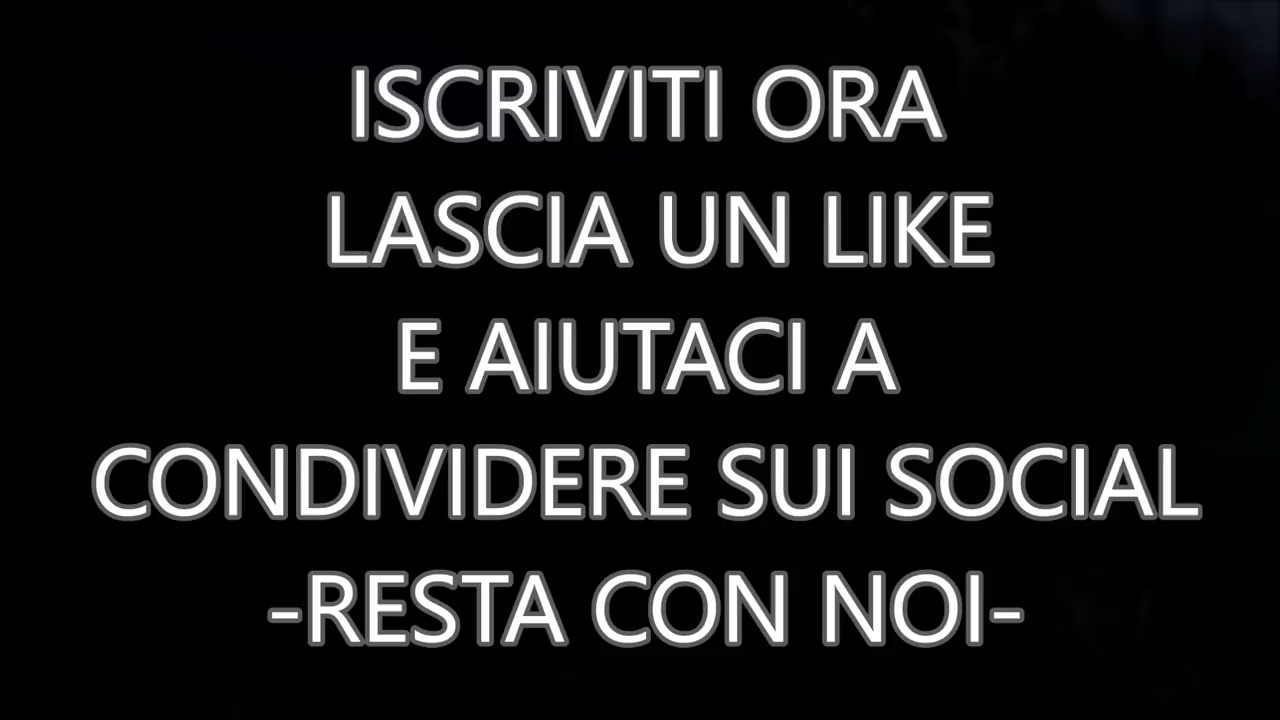 ISCRIVITI ORA
LASCIA UN LIKE
E AIUTACI A
CONDIVIDERE SUI SOCIAL
-RESTA CON NOI-